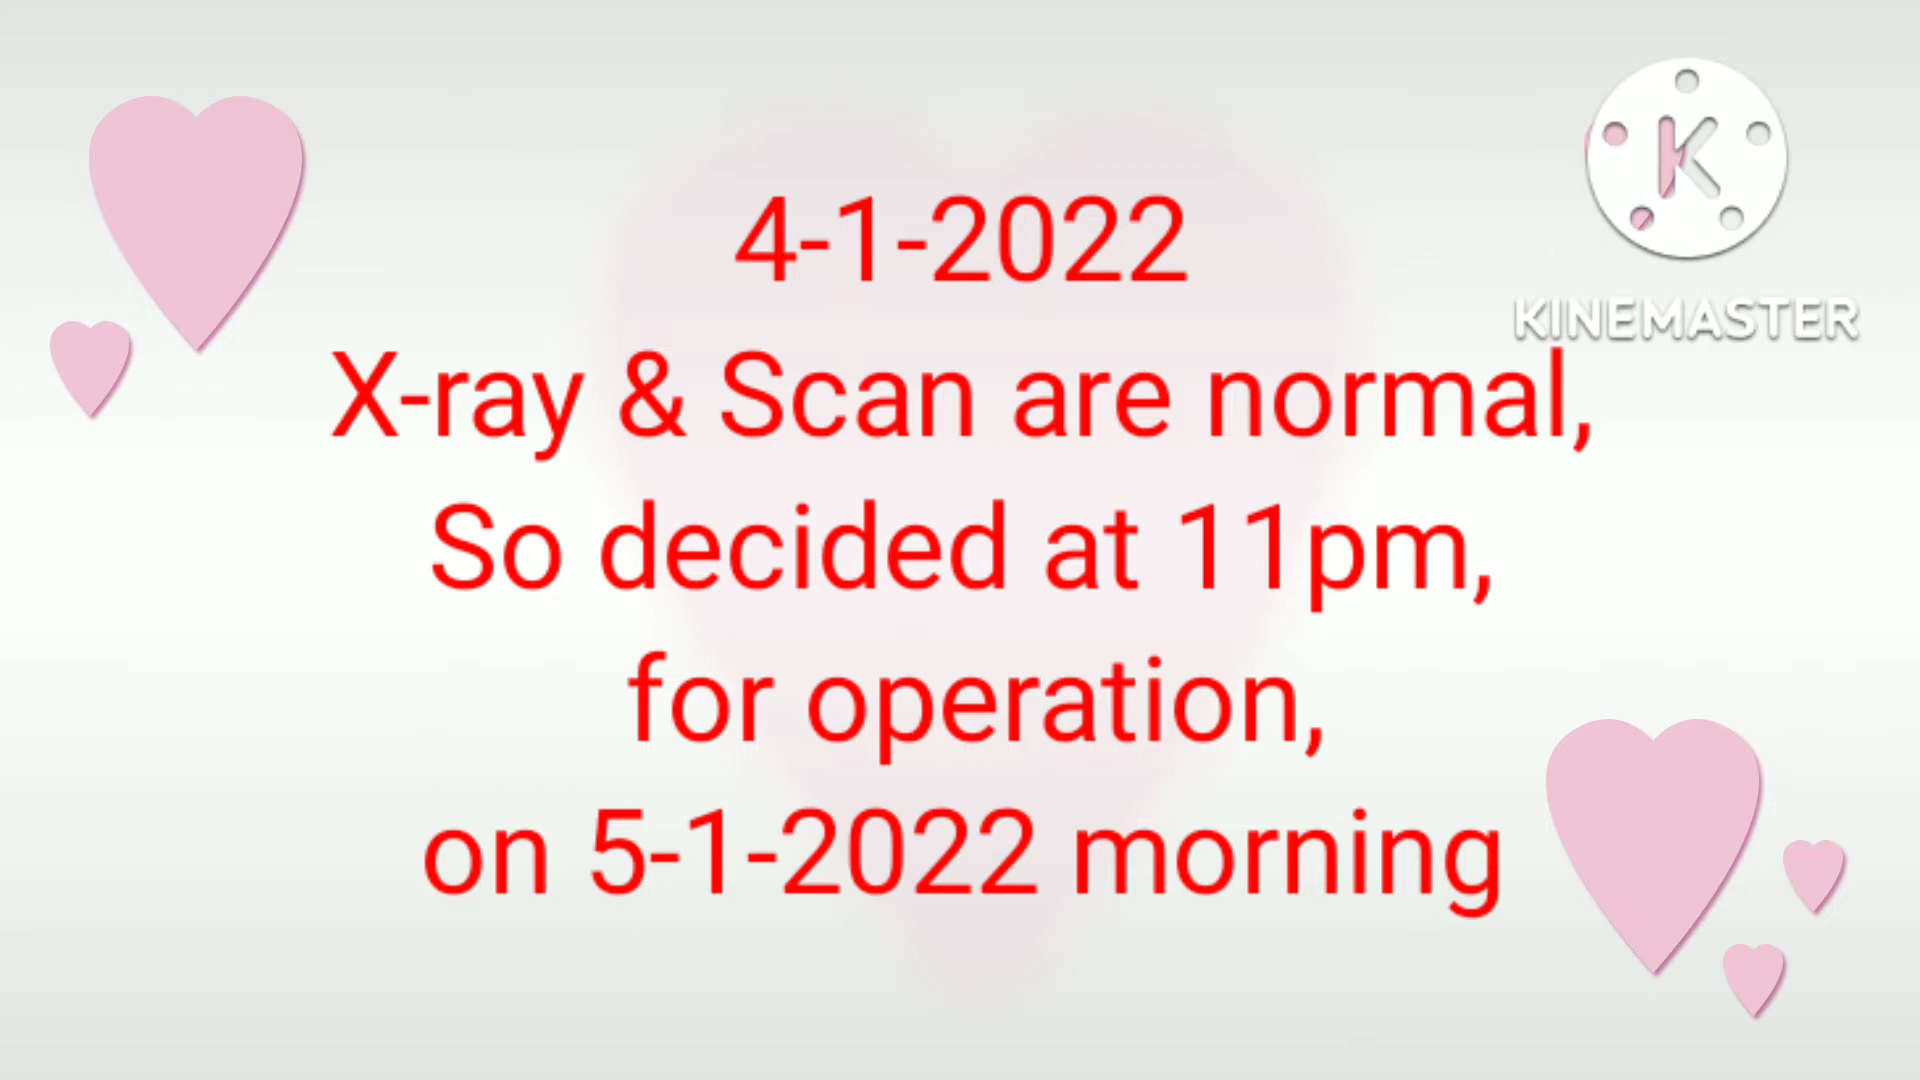 4-1-2022
KINEMASTER
X-ray & Scan are normal,
So decided at 11pm,
for operation,
on 5-1-2022 morning